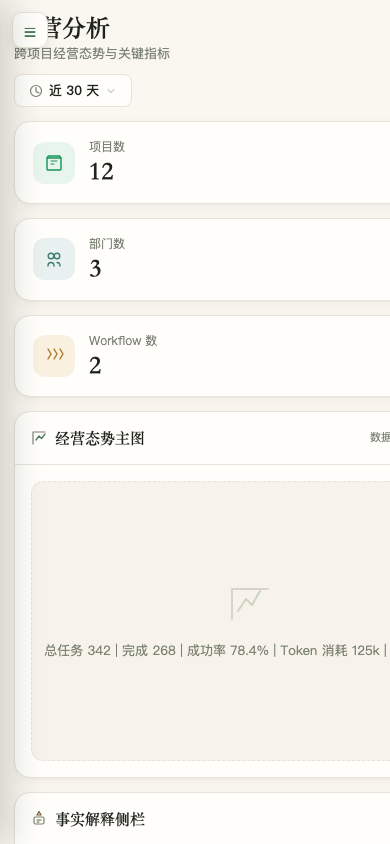 营分析
跨项目经营态势与关键指标
近 30 天
项目数
12
部门数
3
Workflow 数
2
经营态势主图
数据
总任务 342 | 完成 268 | 成功率 78.4% | Token 消耗 125k |
事实解释侧栏